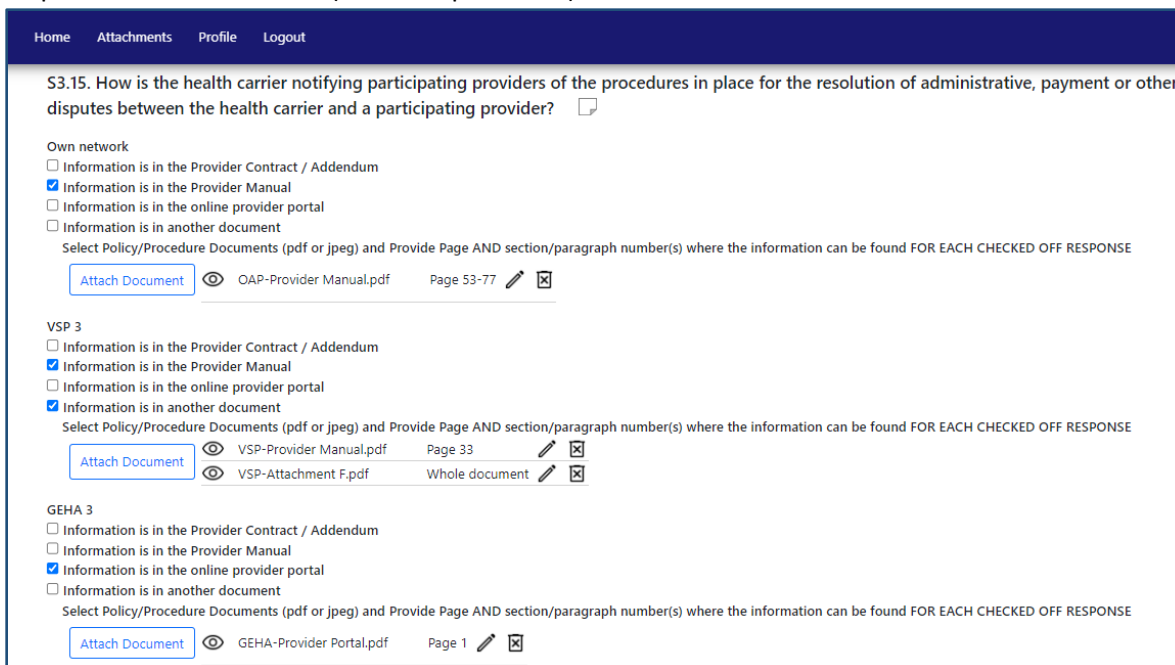 Home Attachments Profile Logout
S3.15. How is the health carrier notifying participating providers of the procedures in place for the resolution of administrative, payment or other
disputes between the health carrier and a participating provider?
Own network
Information is in the Provider Contract / Addendum
Information is in the Provider Manual
Information is in the online provider portal
Information is in another document
Select Policy/Procedure Documents (pdf or jpeg) and Provide Page AND section/paragraph number(s) where the information can be found FOR EACH CHECKED OFF RESPONSE
Attach Document OAP-Provider Manual.pdf Page 53-77
VSP 3
Information is in the Provider Contract / Addendum
Information is in the Provider Manual
Information is in the online provider portal
Information is in another document
Select Policy/Procedure Documents (pdf or jpeg) and Provide Page AND section/paragraph number(s) where the information can be found FOR EACH CHECKED OFF RESPONSE
Attach Document
VSP-Provider Manual.pdf Page 33
VSP-Attachment F.pdf Whole document
GEHA 3
Information is in the Provider Contract / Addendum
Information is in the Provider Manual
Information is in the online provider portal
Information is in another document
Select Policy/Procedure Documents (pdf or jpeg) and Provide Page AND section/paragraph number(s) where the information can be found FOR EACH CHECKED OFF RESPONSE
Attach Document GEHA-Provider Portal.pdf Page 1